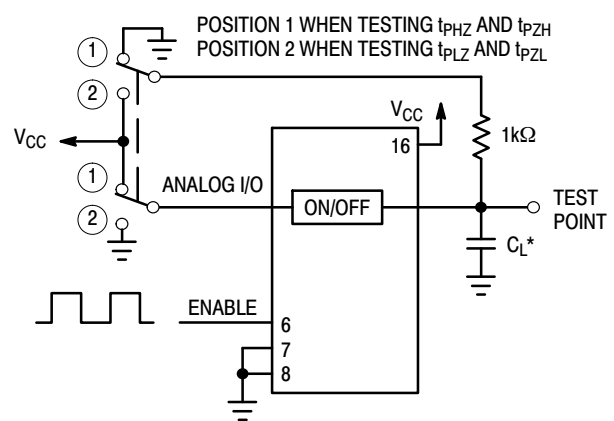 POSITION 1 WHEN TESTING tPHZ AND tPZH
POSITION 2 WHEN TESTING tPLZ AND tPZL
1
2
VCC
VCC
16
1kΩ
1
ANALOG I/O
ON/OFF
TEST
POINT
2
CL*
ENABLE
6
7
8